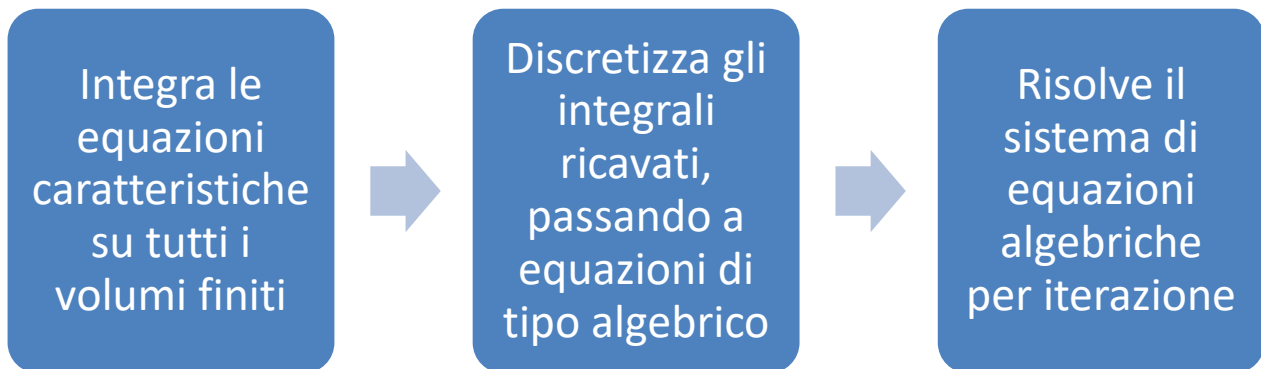 Integra le
equazioni
caratteristiche
su tutti i
volumi finiti
Discretizza gli
integrali
ricavati,
passando a
equazioni di
tipo algebrico
Risolve il
sistema di
equazioni
algebriche
per iterazione